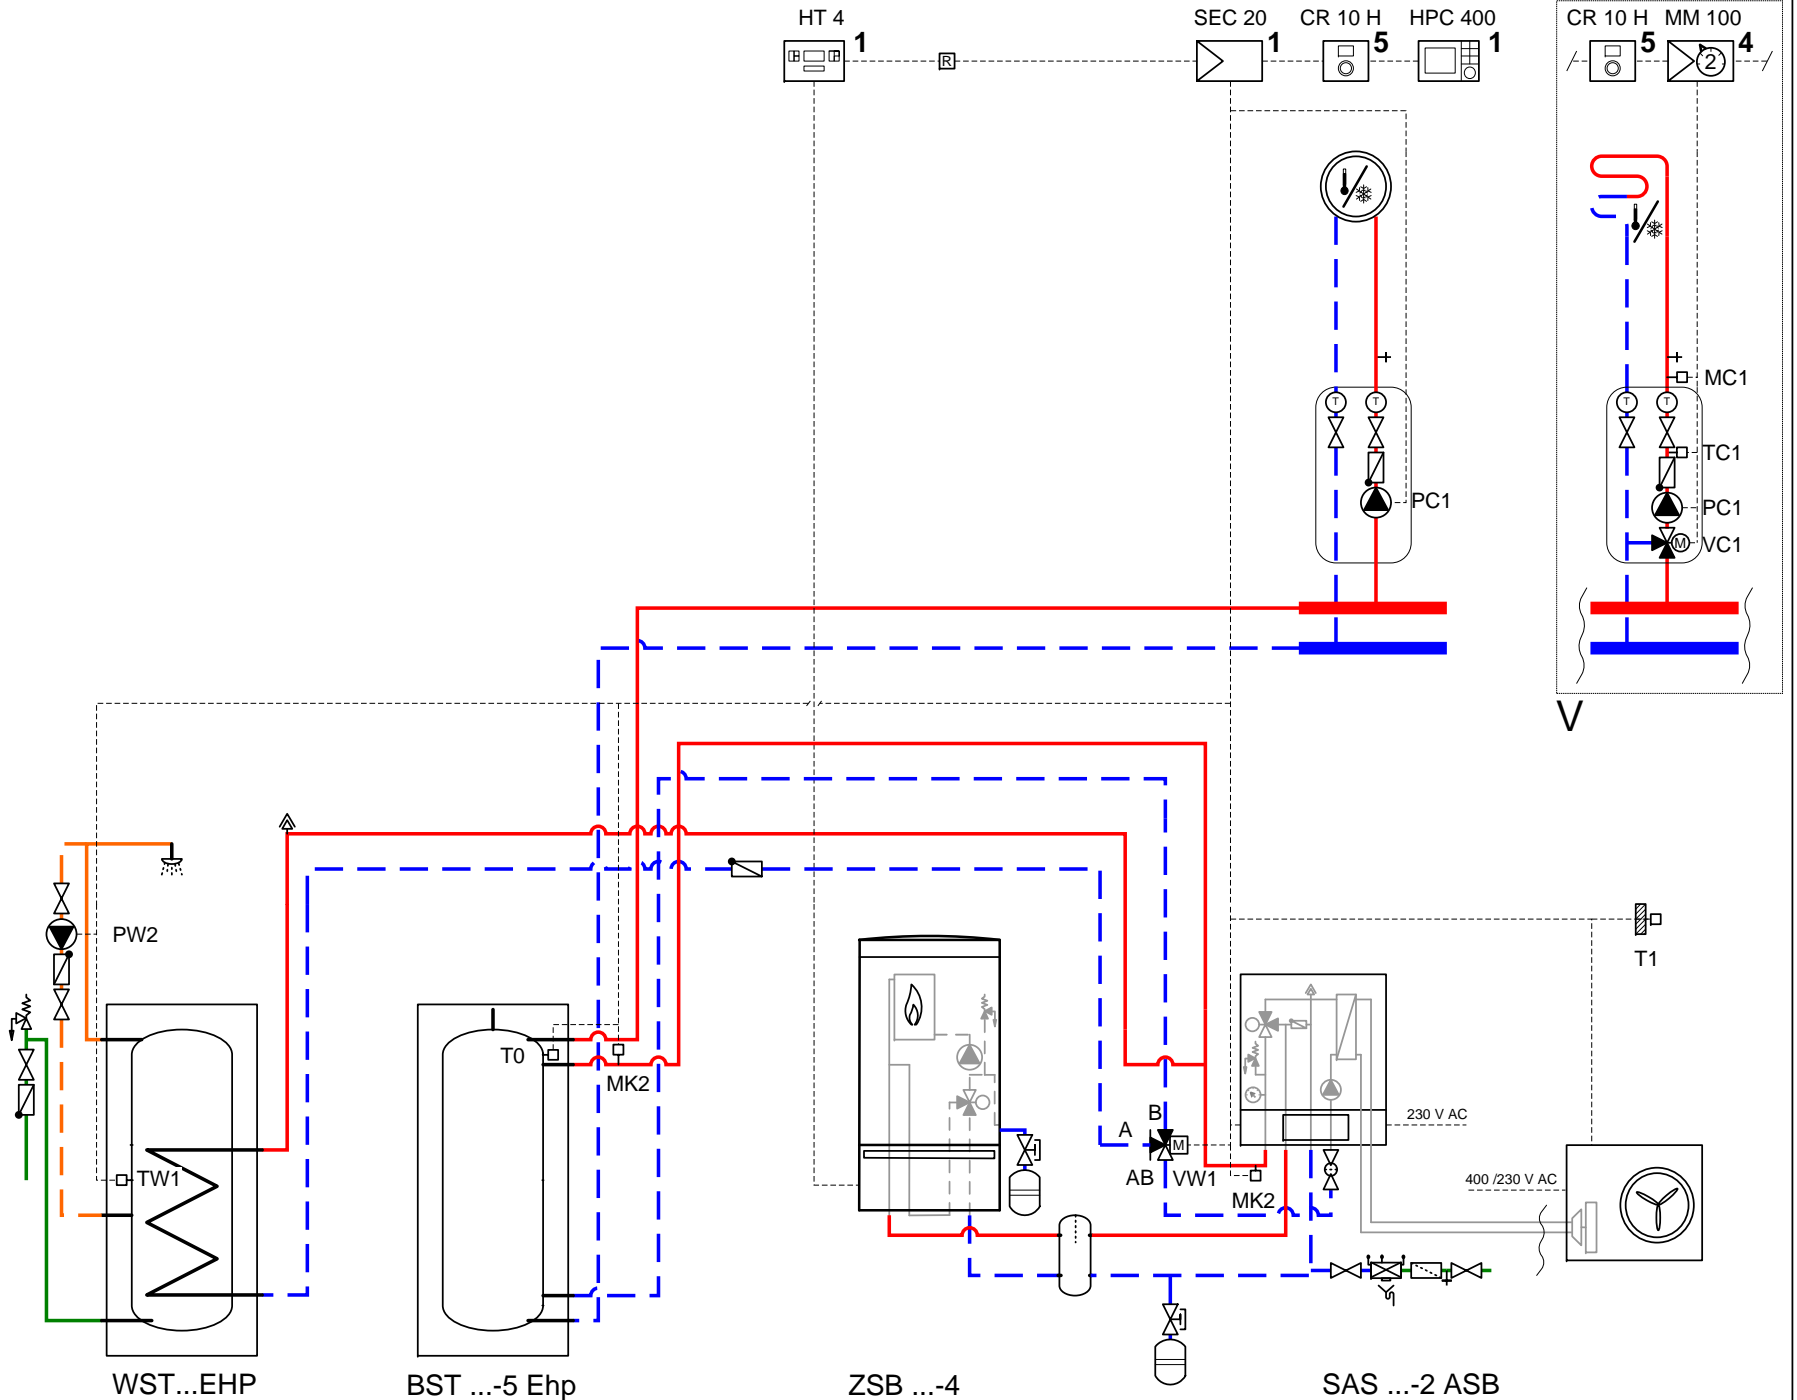 HT 4 SEC 20 CR 10 H HPC 400 CR 10 H MM 100
1 1 5 1 5 4
R 2
MC1
T T T T
TC1
PC1 PC1
M VC1
V
PW2
T1
T0
MK2
B 230 V AC
A M
TW1 AB VW1 400 /230 V AC
MK2
WST...EHP BST ...-5 Ehp ZSB ...-4 SAS ...-2 ASB